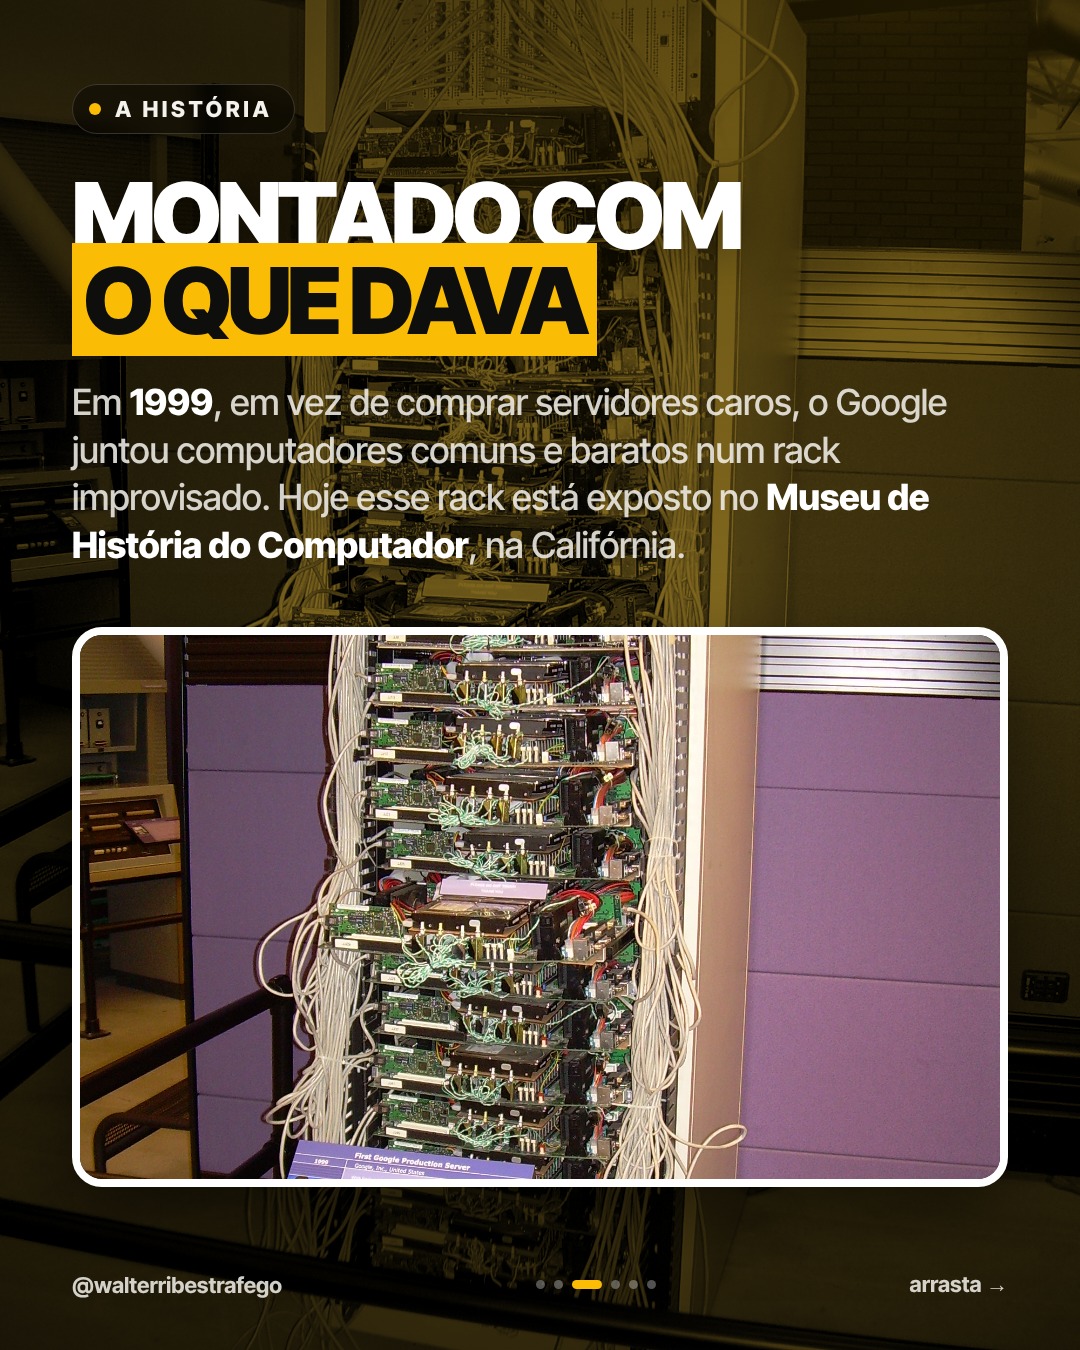 A HISTÓRIA
MONTADO COM
O QUE DAVA
Em 1999, em vez de comprar servidores caros, o Google
juntou computadores comuns e baratos num rack
improvisado. Hoje esse rack está exposto no Museu de
História do Computador, na Califórnia.
1999 First Google Production Server
Google, Inc., United States
@walterribestrafego
arrasta →